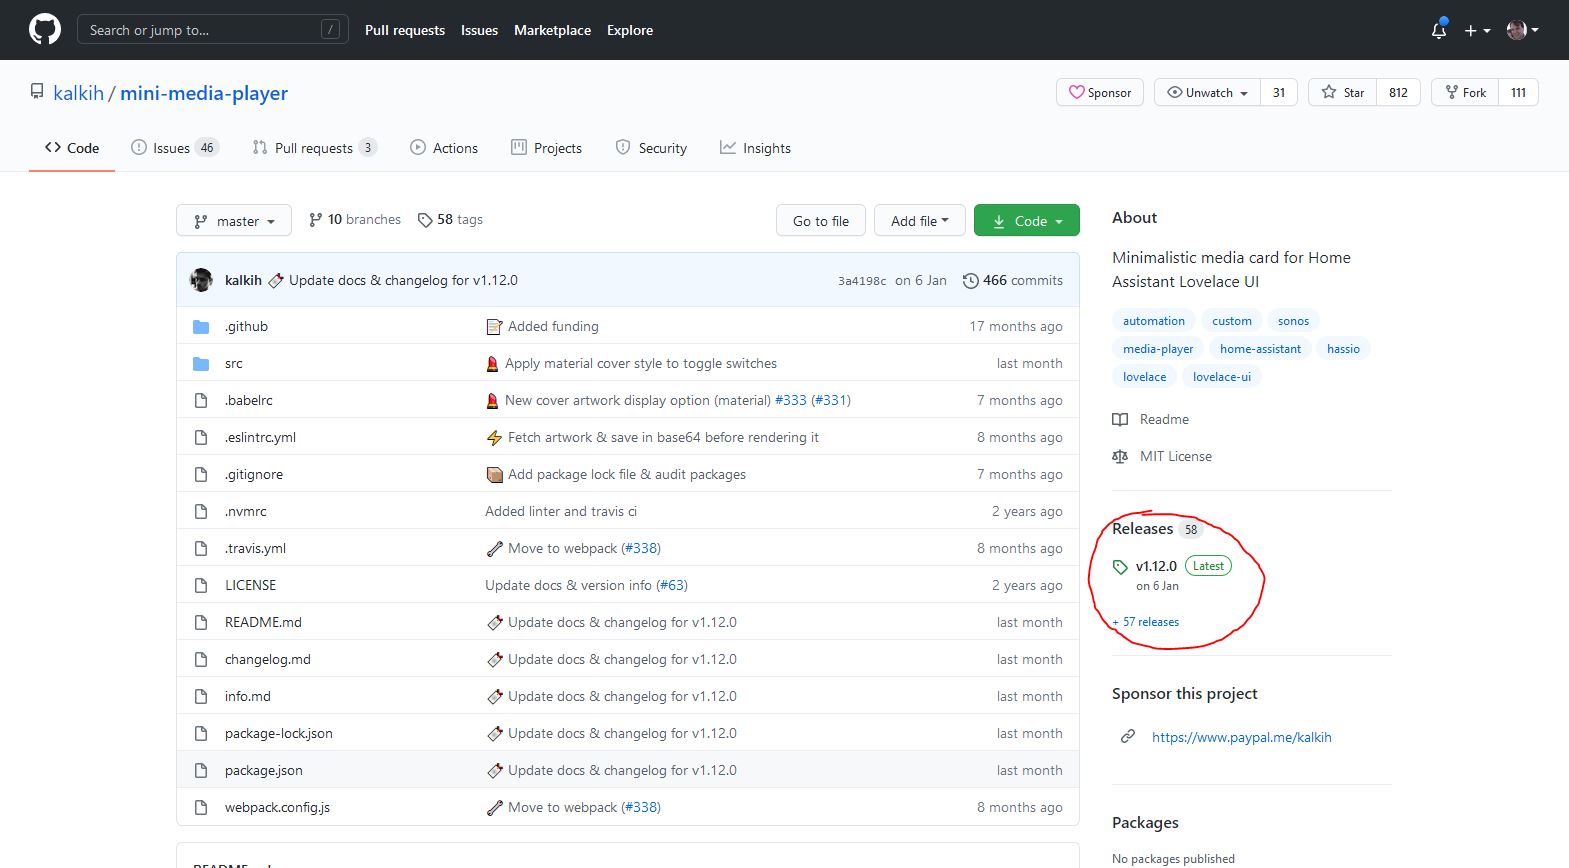 Search or jump to... /
Pull requests Issues Marketplace Explore
kalkih / mini-media-player
Sponsor Unwatch 31 Star 812 Fork 111
Code Issues 46 Pull requests 3 Actions Projects Security Insights
master 10 branches 58 tags Go to file Add file Code
kalkih Update docs & changelog for v1.12.0 3a4198c on 6 Jan 466 commits
.github Added funding 17 months ago
src Apply material cover style to toggle switches last month
.babelrc New cover artwork display option (material) #333 (#331) 7 months ago
.eslintrc.yml Fetch artwork & save in base64 before rendering it 8 months ago
.gitignore Add package lock file & audit packages 7 months ago
.nvmrc Added linter and travis ci 2 years ago
.travis.yml Move to webpack (#338) 8 months ago
LICENSE Update docs & version info (#63) 2 years ago
README.md Update docs & changelog for v1.12.0 last month
changelog.md Update docs & changelog for v1.12.0 last month
info.md Update docs & changelog for v1.12.0 last month
package-lock.json Update docs & changelog for v1.12.0 last month
package.json Update docs & changelog for v1.12.0 last month
webpack.config.js Move to webpack (#338) 8 months ago
About
Minimalistic media card for Home
Assistant Lovelace UI
automation custom sonos
media-player home-assistant hassio
lovelace lovelace-ui
Readme
MIT License
Releases 58
v1.12.0 Latest
on 6 Jan
+ 57 releases
Sponsor this project
https://www.paypal.me/kalkih
Packages
No packages published